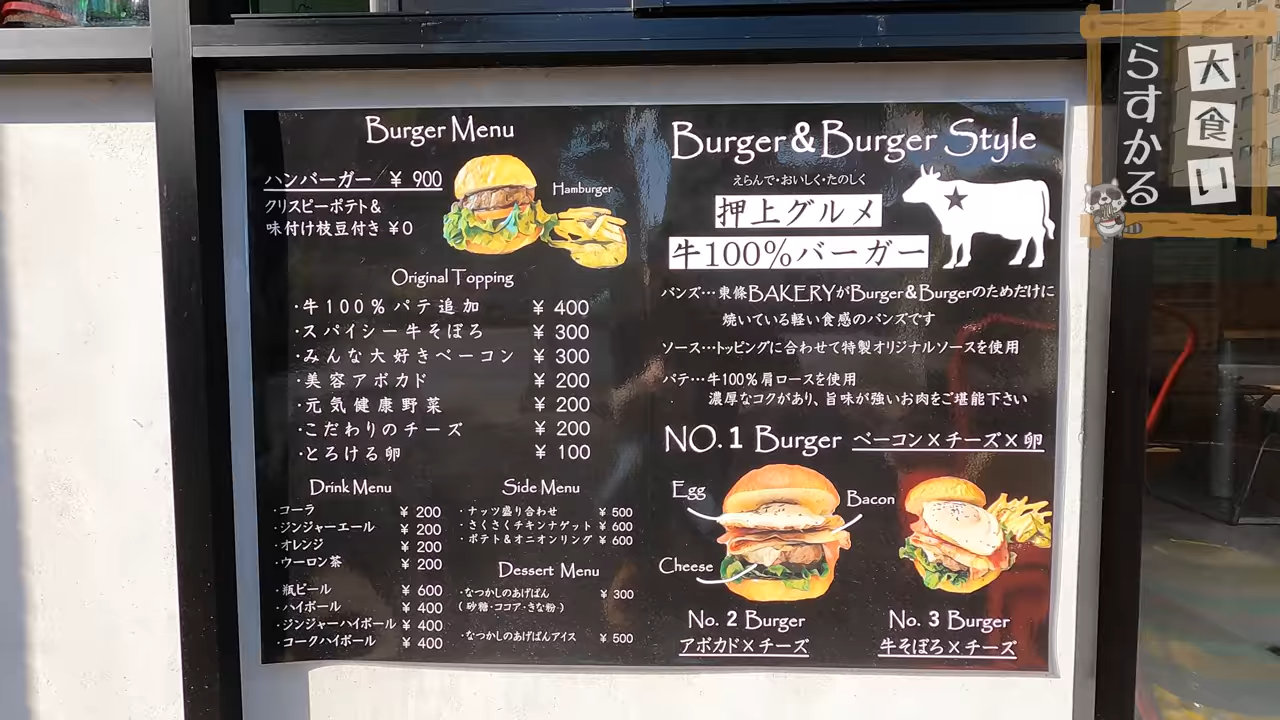 Burger Menu
ハンバーガー ¥ 900
クリスピーポテト&
味付け枝豆付き ¥0
Hamburger
Original Topping
・牛100%パテ追加 ¥ 400
・スパイシー牛そぼろ ¥ 300
・みんな大好きベーコン ¥ 300
・美容アボカド ¥ 200
・元気健康野菜 ¥ 200
・こだわりのチーズ ¥ 200
・とろける卵 ¥ 100
Drink Menu
・コーラ ¥ 200
・ジンジャーエール ¥ 200
・オレンジ ¥ 200
・ウーロン茶 ¥ 200
・瓶ビール ¥ 600
・ハイボール ¥ 400
・ジンジャーハイボール ¥ 400
・コークハイボール ¥ 400
Side Menu
・ナッツ盛り合わせ ¥ 500
・さくさくチキンナゲット ¥ 600
・ポテト&オニオンリング ¥ 600
Dessert Menu
・なつかしのあげぱん ¥ 300
(砂糖・ココア・きな粉)
・なつかしのあげぱんアイス ¥ 500
Burger & Burger Style
えらんで・おいしく・たのしく
押上グルメ
牛100%バーガー
バンズ…東條BAKERYがBurger&Burgerのためだけに
焼いている軽い食感のバンズです
ソース…トッピングに合わせて特製オリジナルソースを使用
パテ…牛100%肩ロースを使用
濃厚なコクがあり、旨味が強いお肉をご堪能下さい
NO.1 Burger ベーコン×チーズ×卵
Egg
Bacon
Cheese
No. 2 Burger
アボカド×チーズ
No. 3 Burger
牛そぼろ×チーズ
大食い
らすかる